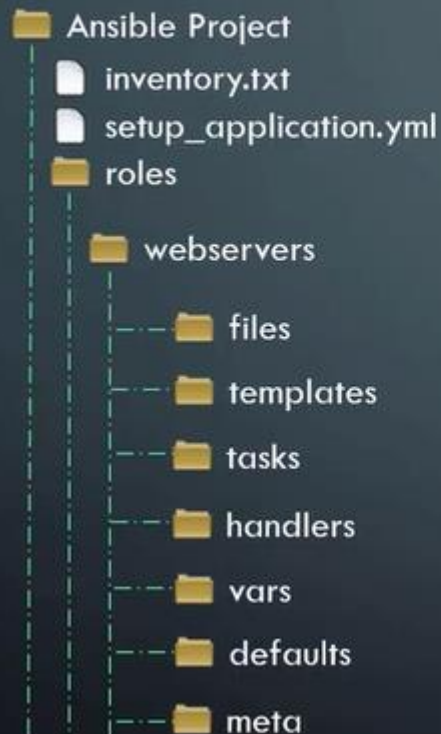 Ansible Project
inventory.txt
setup_application.yml
roles
webservers
files
templates
tasks
handlers
vars
defaults
meta